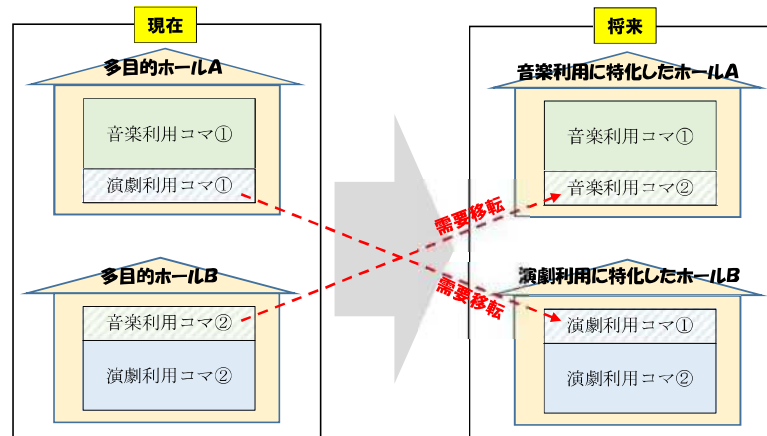 現在
多目的ホールA
音楽利用コマ①
演劇利用コマ①
多目的ホールB
音楽利用コマ②
演劇利用コマ②
需要移転
需要移転
将来
音楽利用に特化したホールA
音楽利用コマ①
音楽利用コマ②
演劇利用に特化したホールB
演劇利用コマ①
演劇利用コマ②